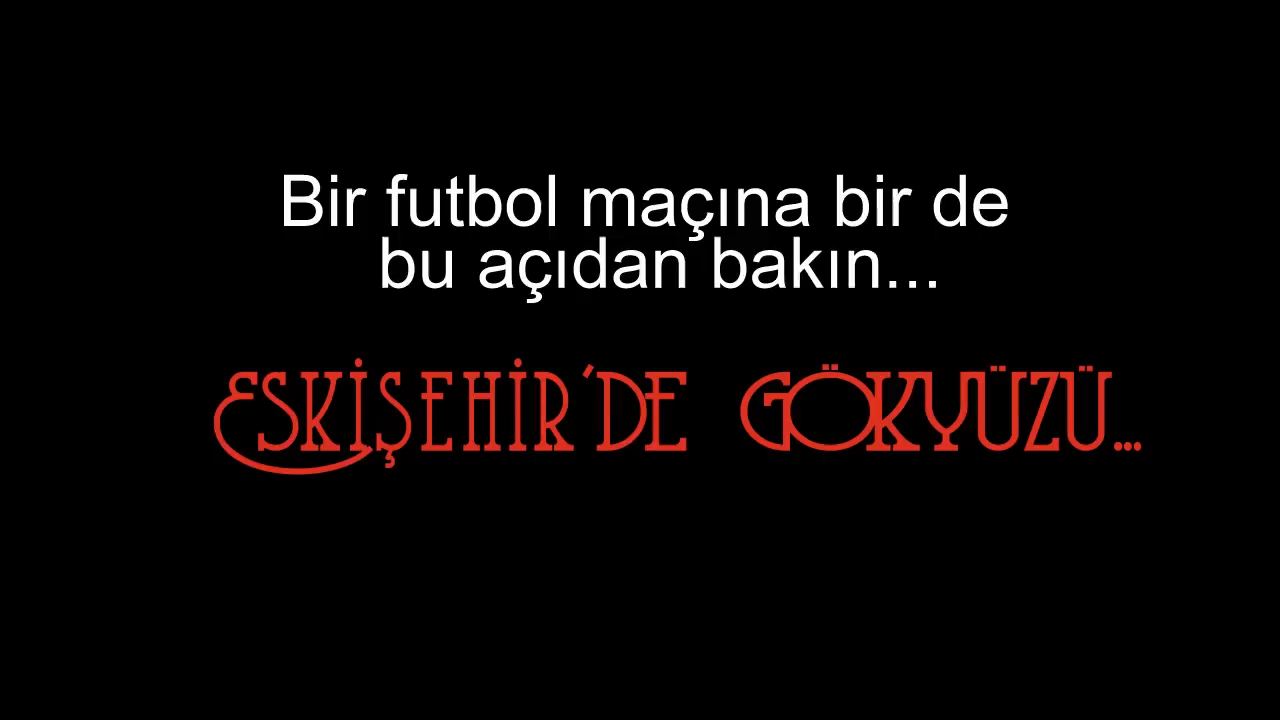 Bir futbol maçına bir de
bu açıdan bakın...
ESKİŞEHİR'DE GÖKYÜZÜ...